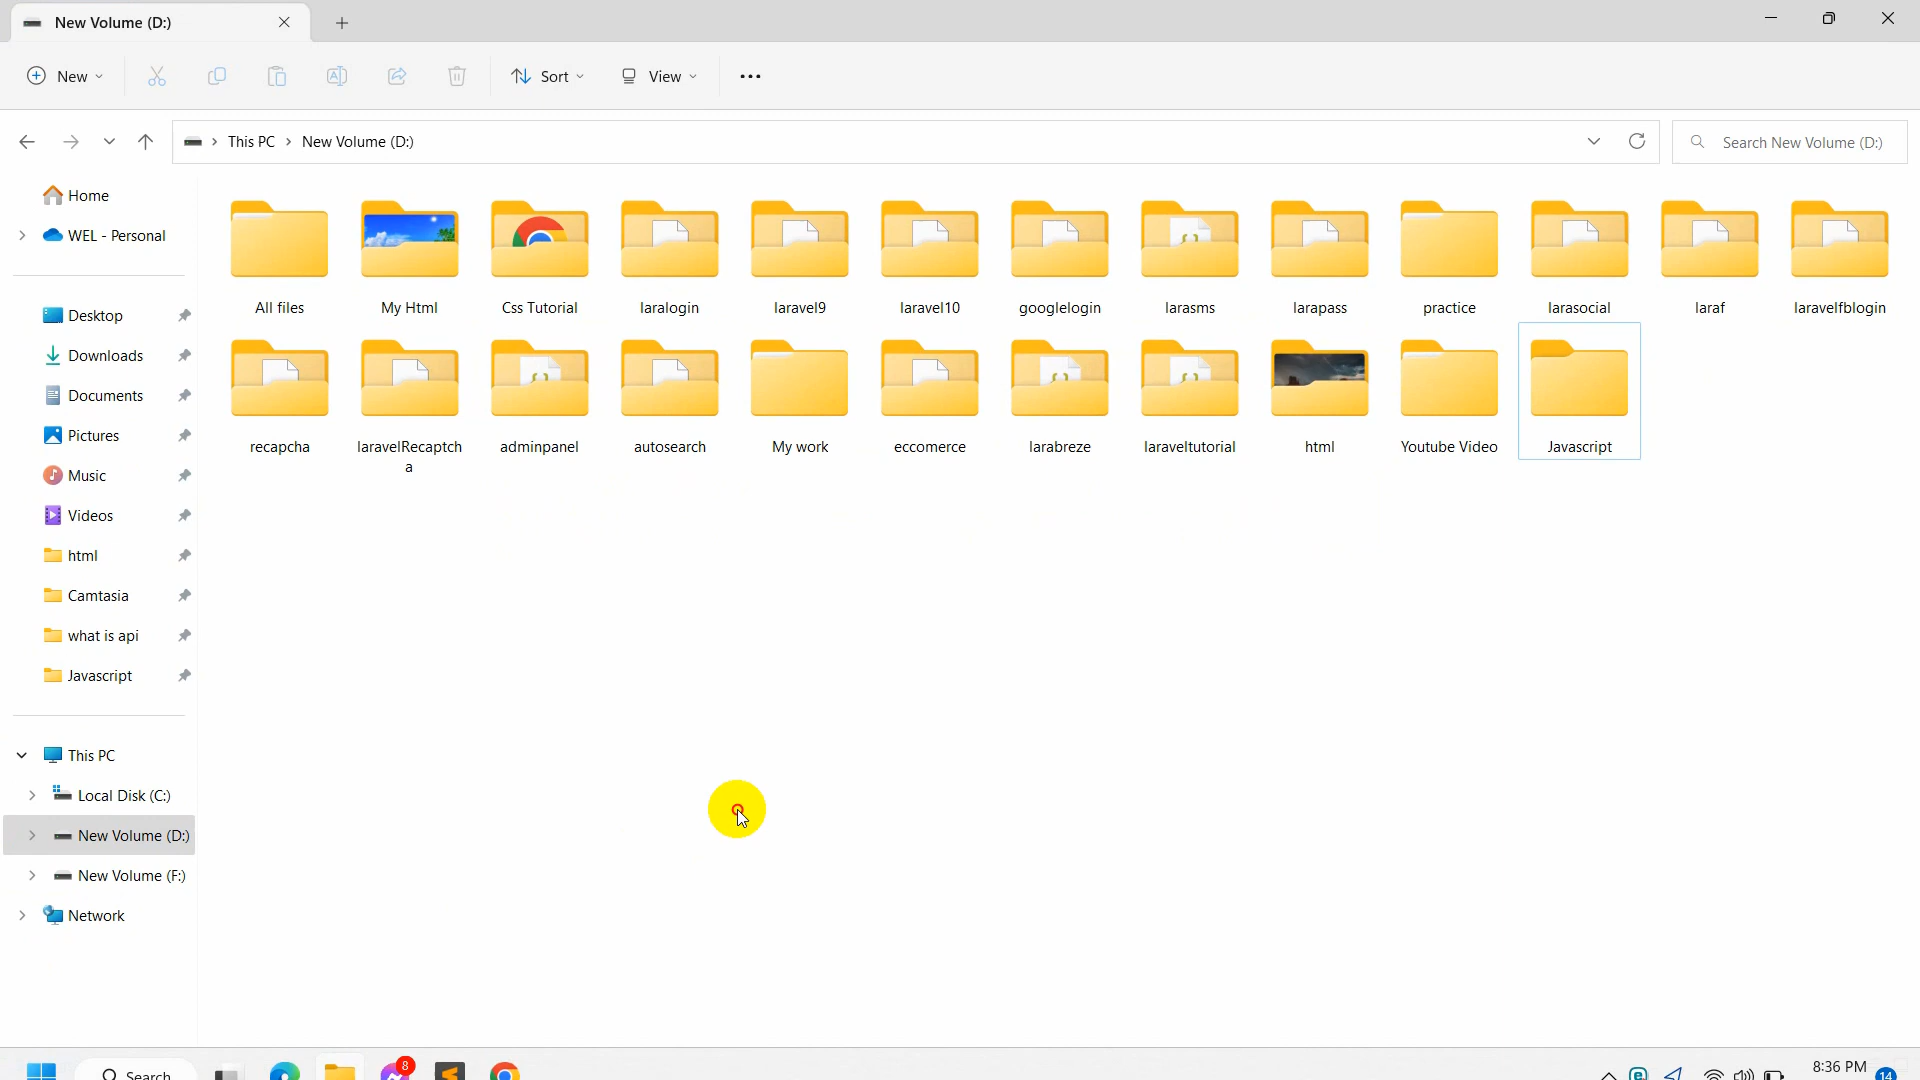 New Volume (D:)
New
Sort
View
This PC
New Volume (D:)
Search New Volume (D:)
Home
WEL - Personal
Desktop
Downloads
Documents
Pictures
Music
Videos
html
Camtasia
what is api
Javascript
This PC
Local Disk (C:)
New Volume (D:)
New Volume (F:)
Network
All files
My Html
Css Tutorial
laralogin
laravel9
laravel10
googlelogin
larasms
larapass
practice
larasocial
laraf
laravelfblogin
recapcha
laravelRecaptch
a
adminpanel
autosearch
My work
eccomerce
larabreze
laraveltutorial
html
Youtube Video
Javascript
Search
8
8:36 PM
14